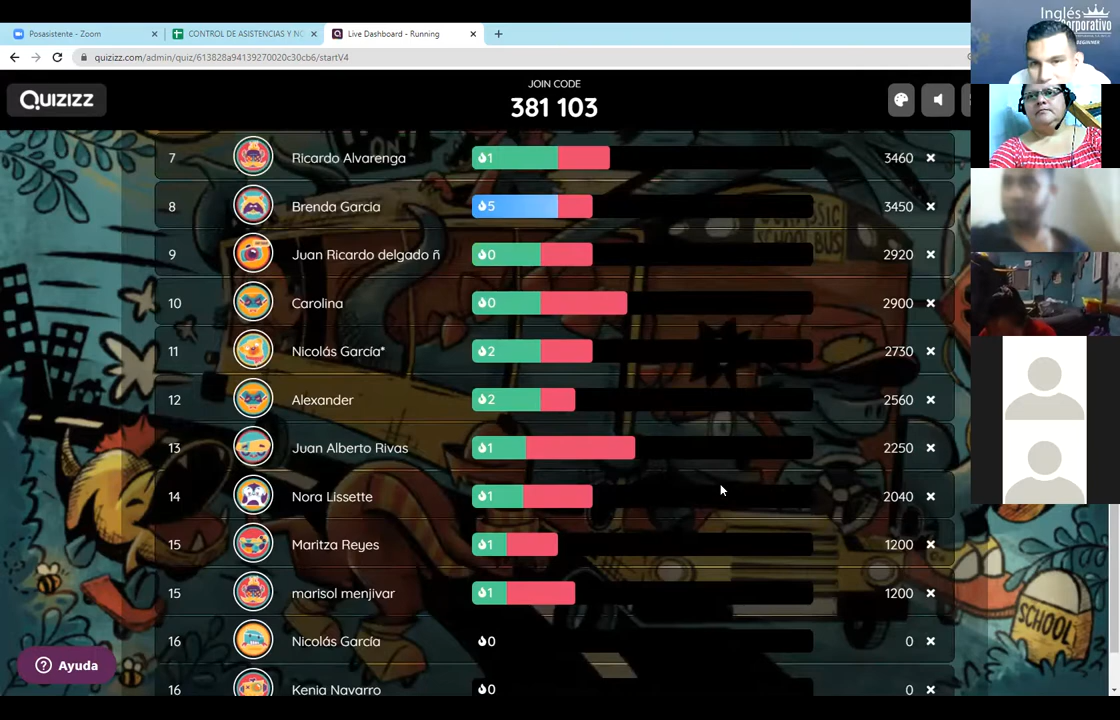 Posasistente - Zoom
CONTROL DE ASISTENCIAS Y NO
Live Dashboard - Running
quizizz.com/admin/quiz/613828a94139270020c30cb6/startV4
Inglés
Corporativo
BEGINNER
Quizizz
JOIN CODE
381 103
ON!
7 Ricardo Alvarenga 1 3460
8 Brenda Garcia 5 3450
9 Juan Ricardo delgado ñ 0 2920
10 Carolina 0 2900
11 Nicolás García* 2 2730
12 Alexander 2 2560
13 Juan Alberto Rivas 1 2250
14 Nora Lissette 1 2040
15 Maritza Reyes 1 1200
15 marisol menjivar 1 1200
16 Nicolás García 0 0
16 Kenia Navarro 0 0
SCHOOL BUS
SCHOOL
Ayuda